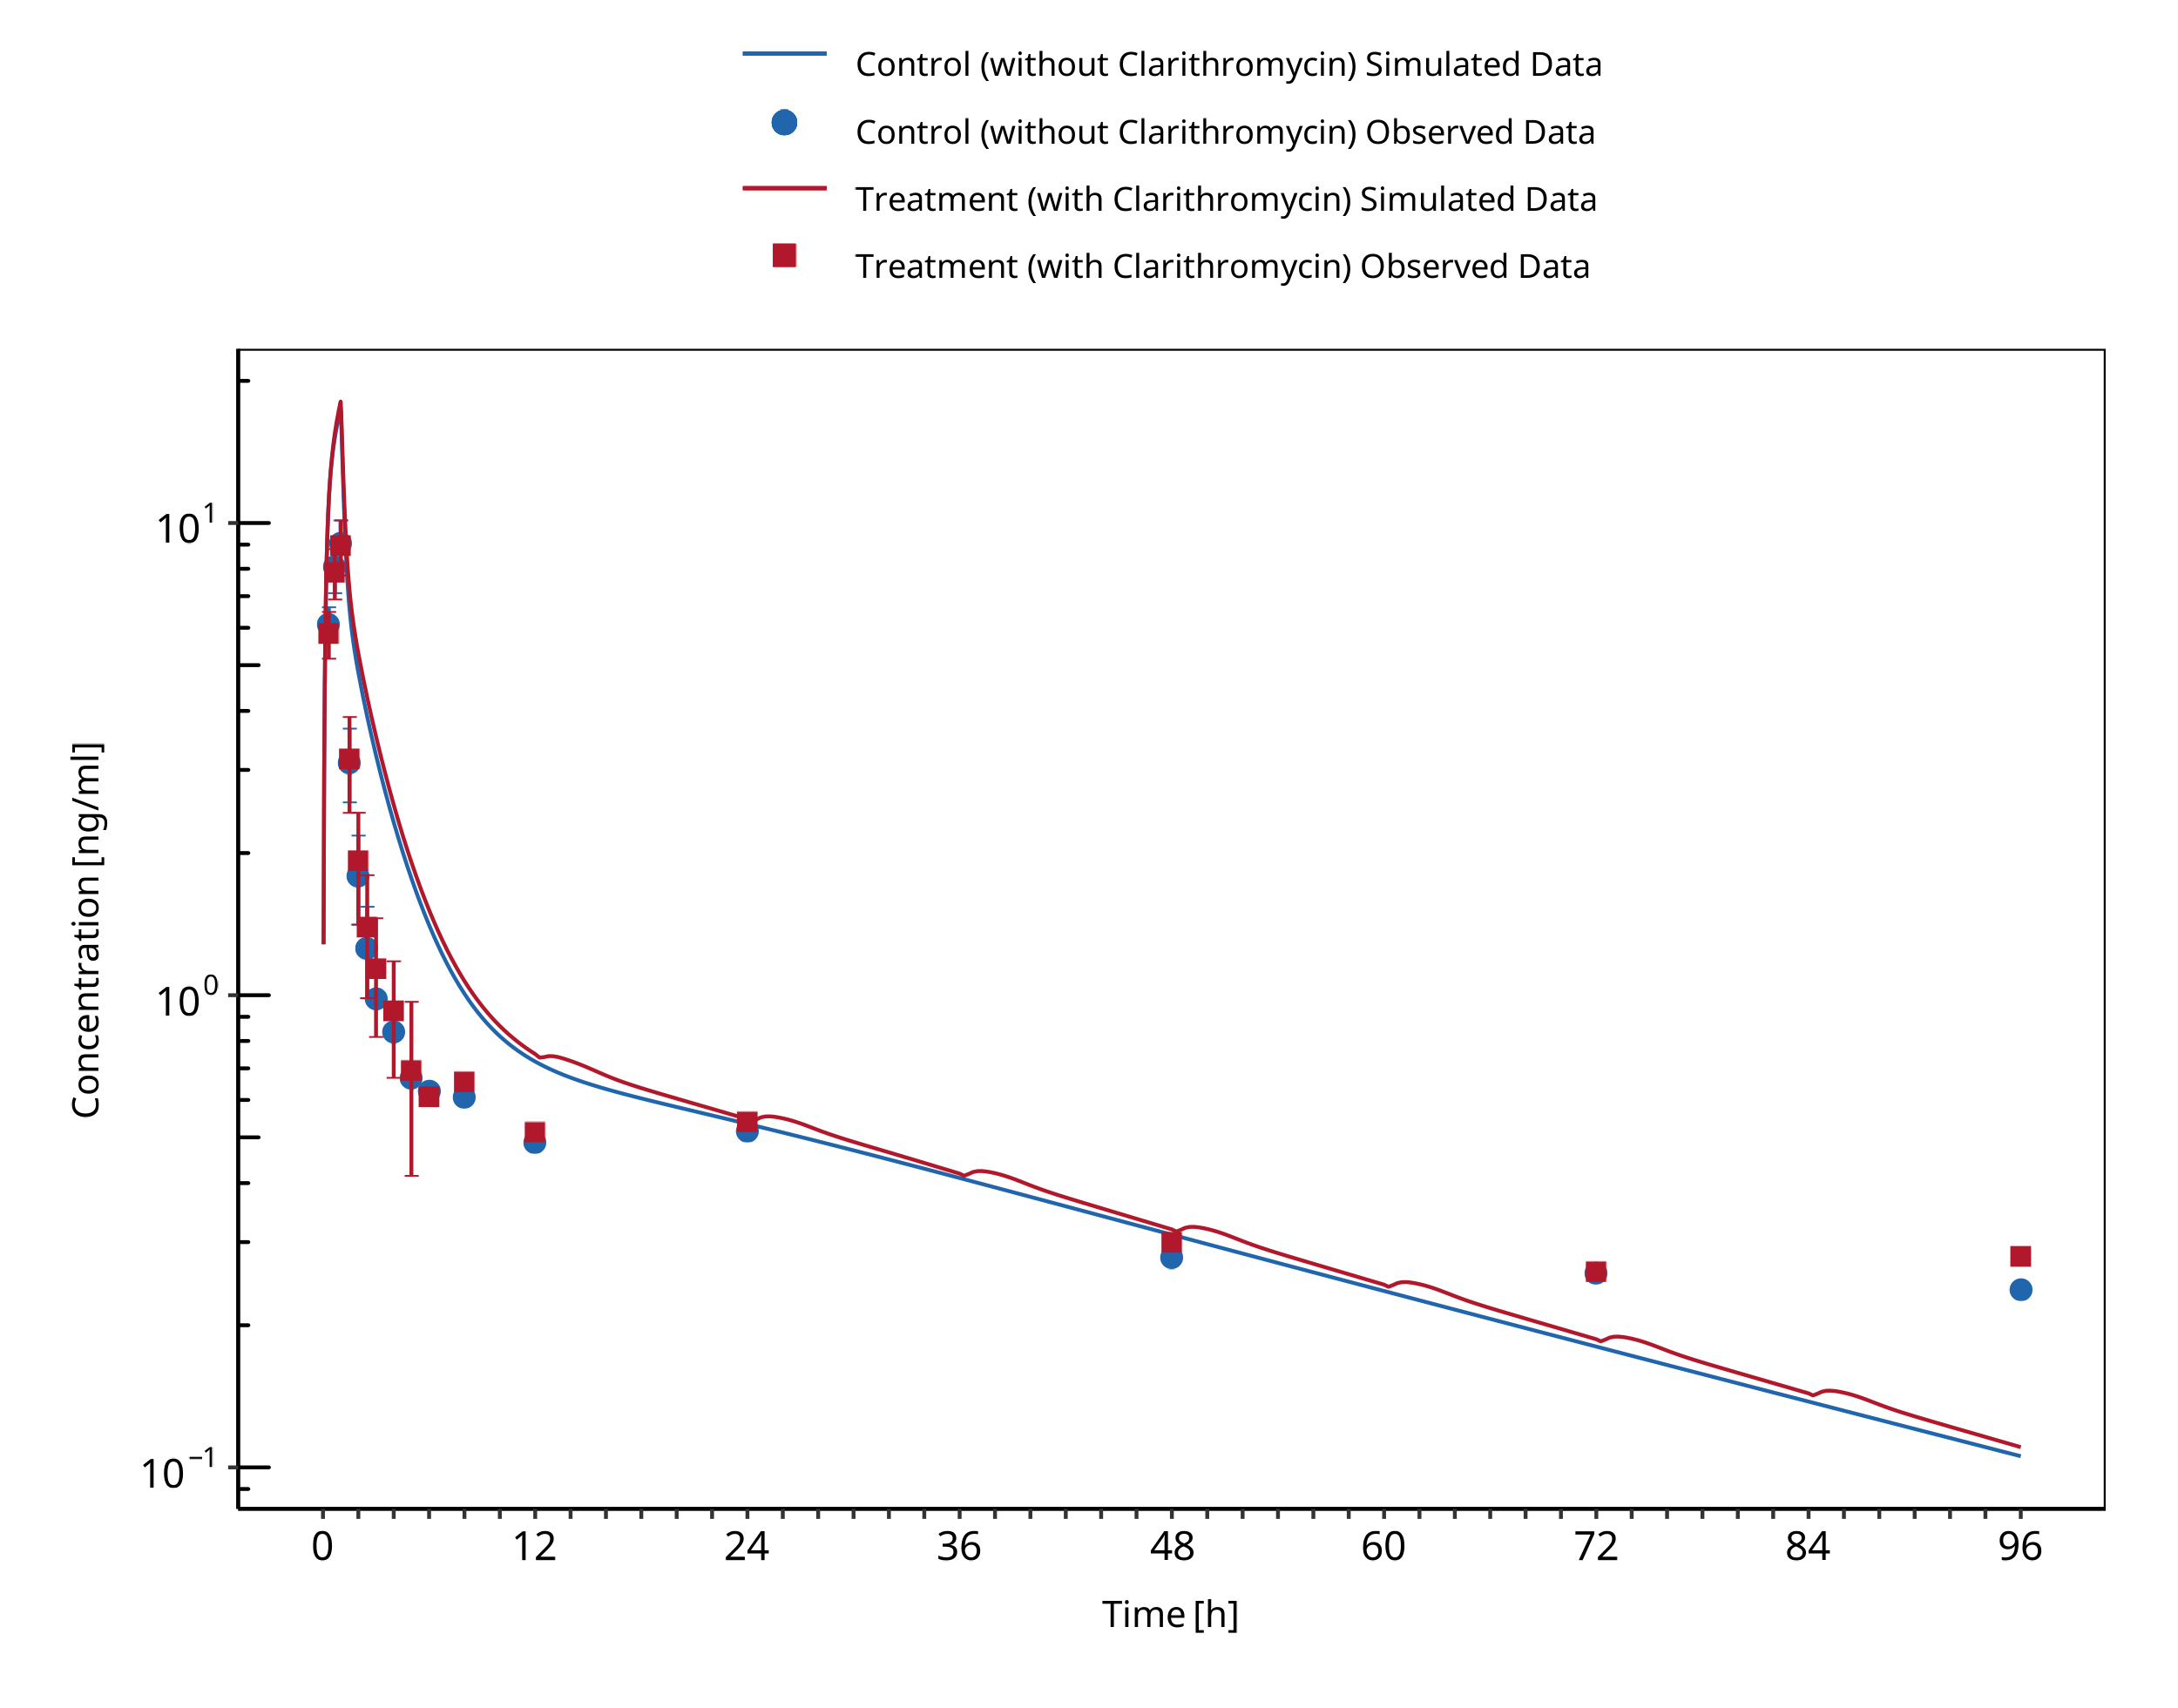 Control (without Clarithromycin) Simulated Data
Control (without Clarithromycin) Observed Data
Treatment (with Clarithromycin) Simulated Data
Treatment (with Clarithromycin) Observed Data
10¹
10⁰
10⁻¹
Concentration [ng/ml]
0 12 24 36 48 60 72 84 96
Time [h]